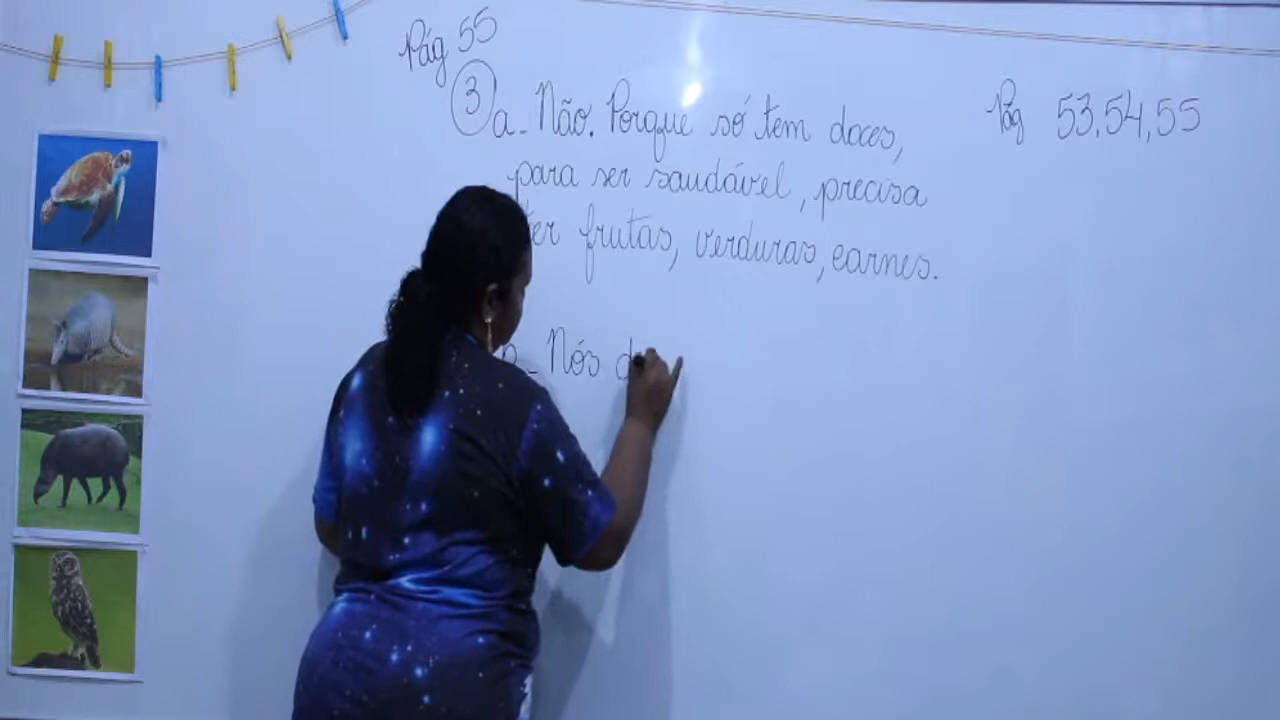 Pág 55
Pág 53,54,55
3 a- Não. Porque só tem doces,
para ser saudável, precisa
ter frutas, verduras, carnes.
b- Nós d